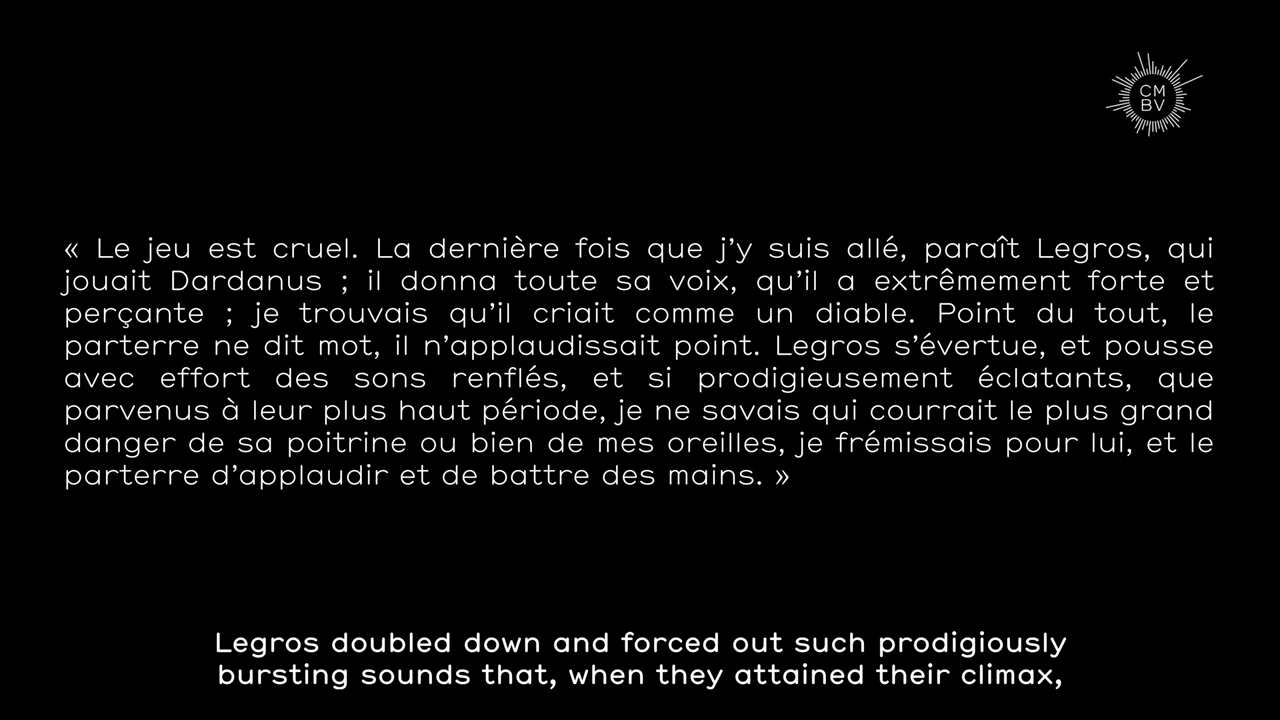 CM
BV
« Le jeu est cruel. La dernière fois que j’y suis allé, paraît Legros, qui
jouait Dardanus ; il donna toute sa voix, qu’il a extrêmement forte et
perçante ; je trouvais qu’il criait comme un diable. Point du tout, le
parterre ne dit mot, il n’applaudissait point. Legros s’évertue, et pousse
avec effort des sons renflés, et si prodigieusement éclatants, que
parvenus à leur plus haut période, je ne savais qui courrait le plus grand
danger de sa poitrine ou bien de mes oreilles, je frémissais pour lui, et le
parterre d’applaudir et de battre des mains. »
Legros doubled down and forced out such prodigiously
bursting sounds that, when they attained their climax,